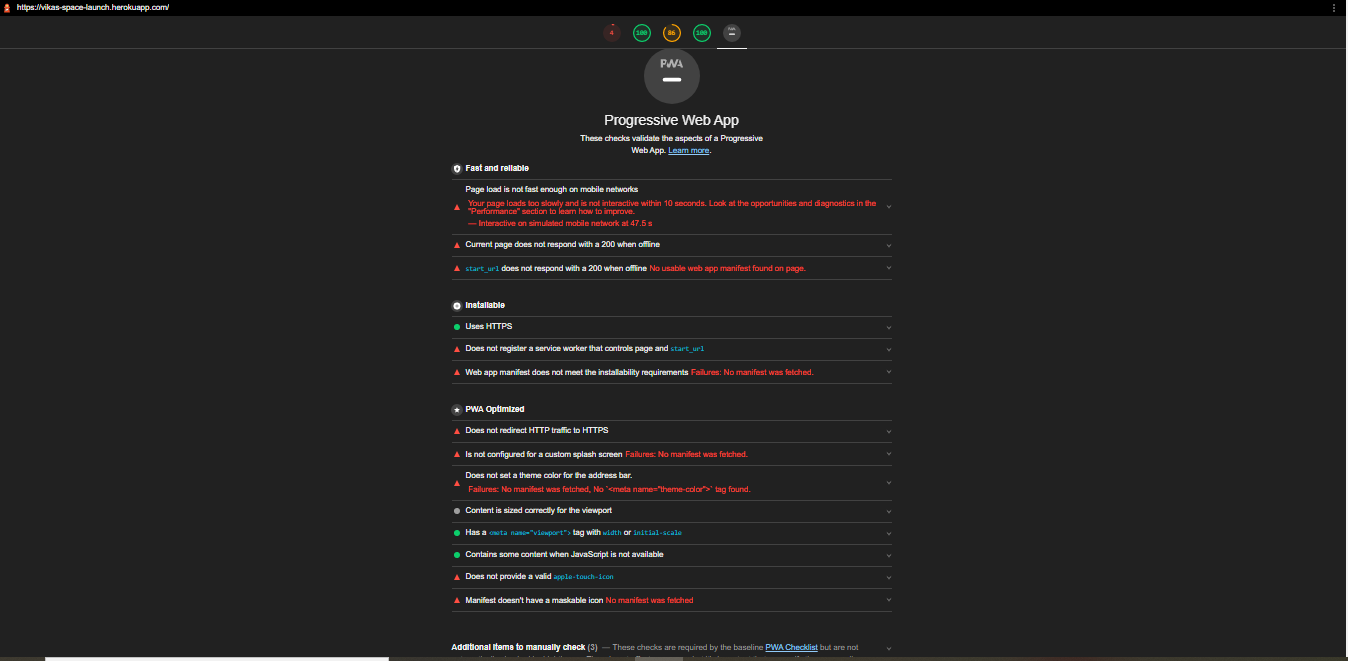 https://vikas-space-launch.herokuapp.com/
4
100
86
100
PWA
PWA
Progressive Web App
These checks validate the aspects of a Progressive
Web App. Learn more.
Fast and reliable
Page load is not fast enough on mobile networks
Your page loads too slowly and is not interactive within 10 seconds. Look at the opportunities and diagnostics in the
"Performance" section to learn how to improve.
— Interactive on simulated mobile network at 47.5 s
Current page does not respond with a 200 when offline
start_url does not respond with a 200 when offline No usable web app manifest found on page.
Installable
Uses HTTPS
Does not register a service worker that controls page and start_url
Web app manifest does not meet the installability requirements Failures: No manifest was fetched.
PWA Optimized
Does not redirect HTTP traffic to HTTPS
Is not configured for a custom splash screen Failures: No manifest was fetched.
Does not set a theme color for the address bar.
Failures: No manifest was fetched, No `<meta name="theme-color">` tag found.
Content is sized correctly for the viewport
Has a <meta name="viewport"> tag with width or initial-scale
Contains some content when JavaScript is not available
Does not provide a valid apple-touch-icon
Manifest doesn't have a maskable icon No manifest was fetched
Additional items to manually check (3) — These checks are required by the baseline PWA Checklist but are not